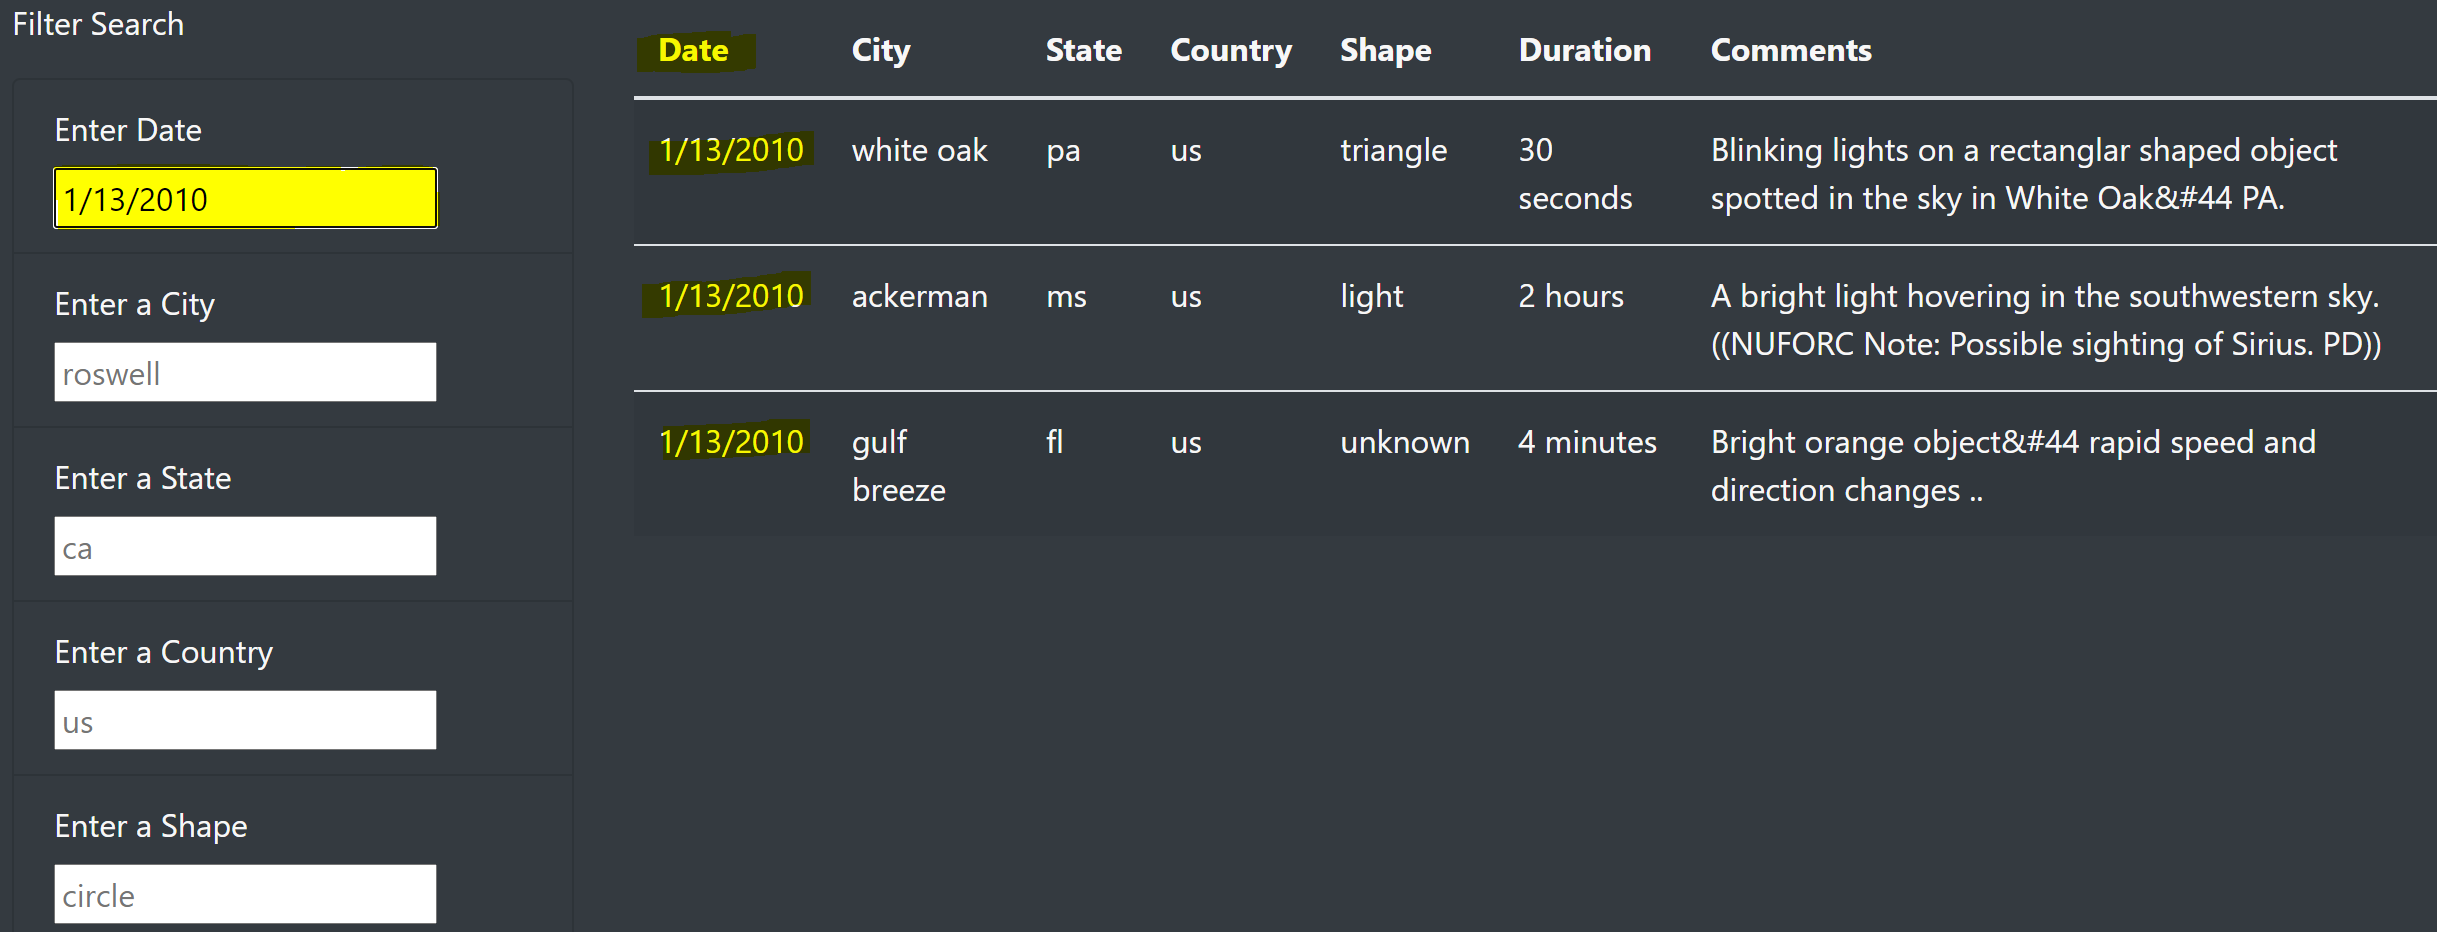 Filter Search
Enter Date
1/13/2010
Enter a City
roswell
Enter a State
ca
Enter a Country
us
Enter a Shape
circle
Date City State Country Shape Duration Comments
1/13/2010 white oak pa us triangle 30 seconds Blinking lights on a rectanglar shaped object
spotted in the sky in White Oak&#44 PA.
1/13/2010 ackerman ms us light 2 hours A bright light hovering in the southwestern sky.
((NUFORC Note: Possible sighting of Sirius. PD))
1/13/2010 gulf breeze fl us unknown 4 minutes Bright orange object&#44 rapid speed and
direction changes ..